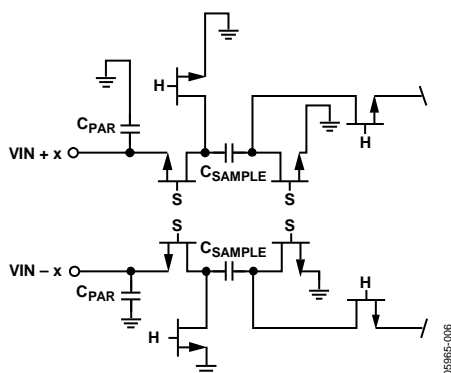 H
C_PAR
VIN + x
H
C_SAMPLE
S
S
S
S
C_SAMPLE
VIN – x
H
C_PAR
H
05965-006